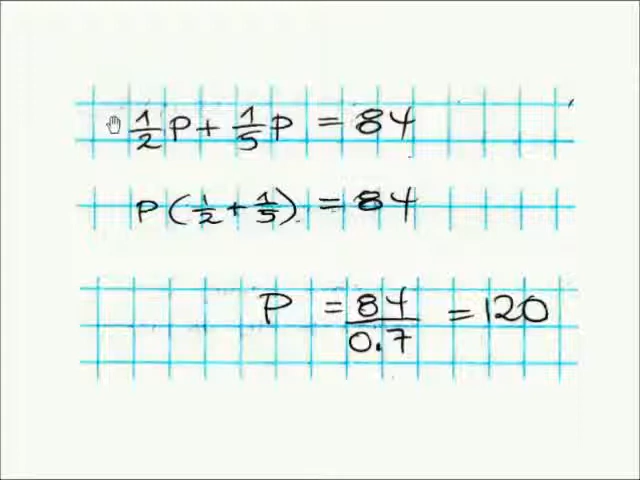 1/2 P + 1/5 P = 84
P (1/2 + 1/5) = 84
P = 84/0.7 = 120